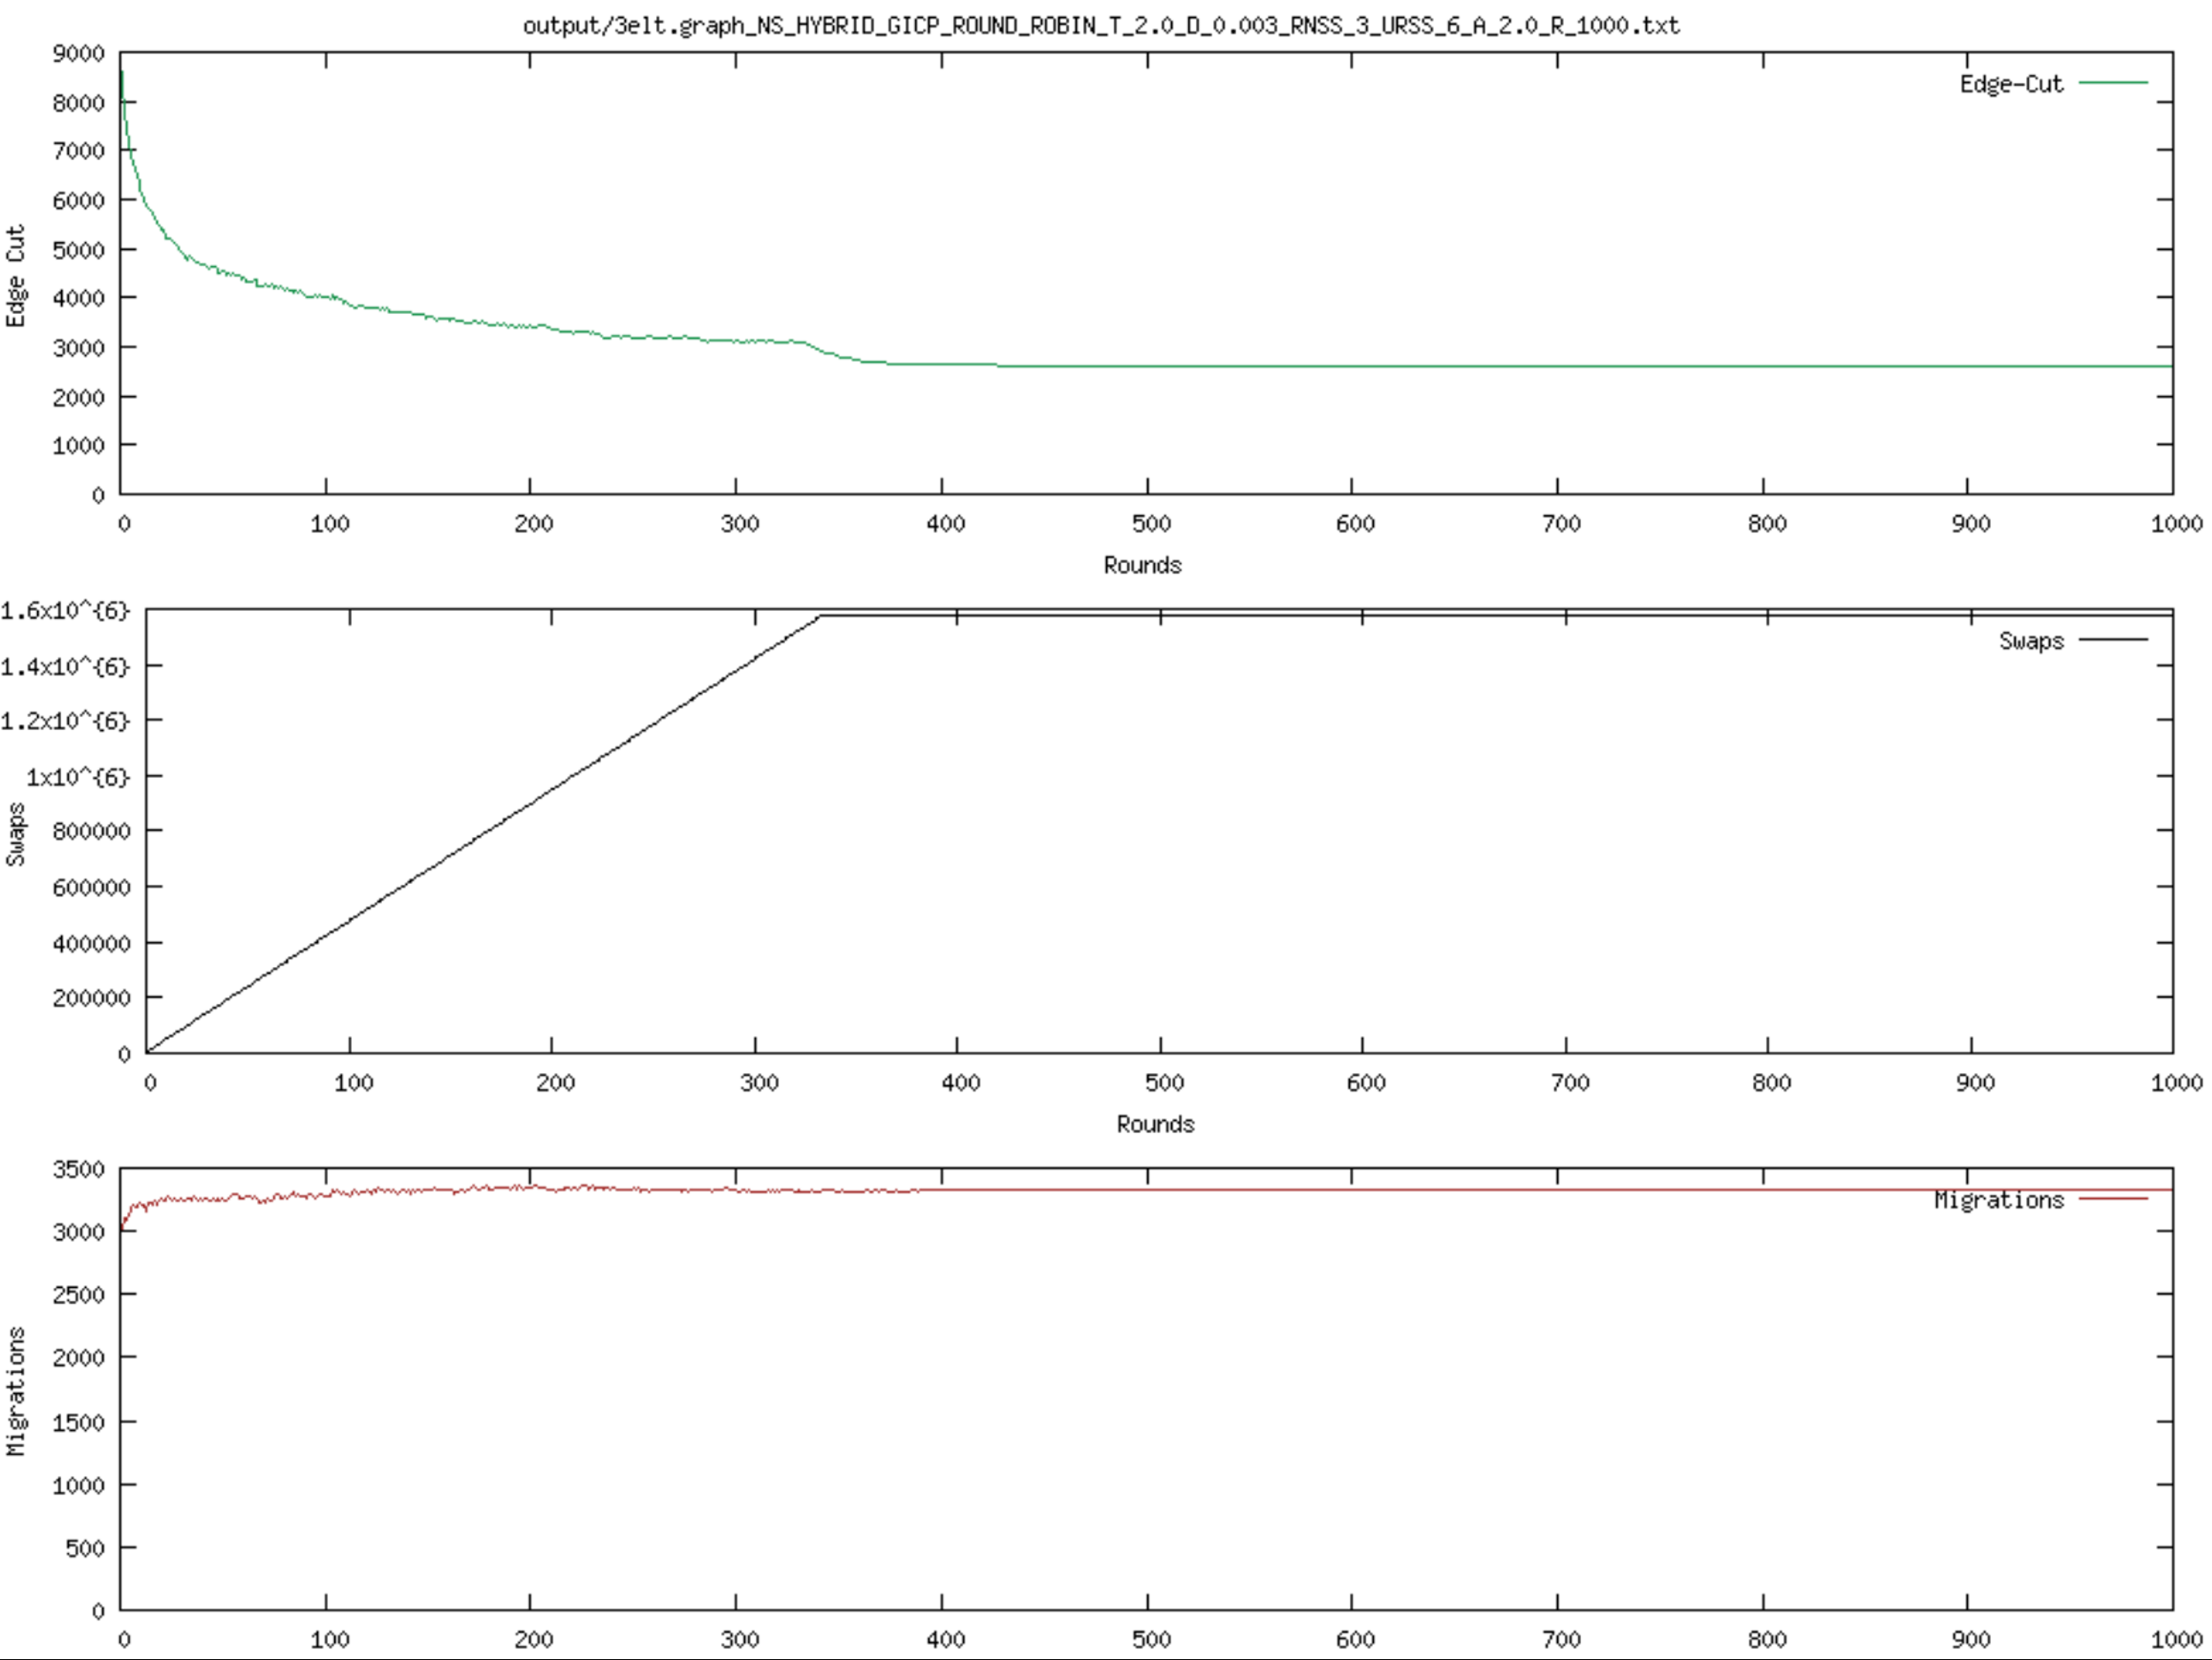 output/3elt.graph_NS_HYBRID_GICP_ROUND_ROBIN_T_2.0_D_0.003_RNSS_3_URSS_6_A_2.0_R_1000.txt
9000
8000
7000
6000
5000
4000
3000
2000
1000
0
Edge Cut
Edge-Cut
0 100 200 300 400 500 600 700 800 900 1000
Rounds
1.6x10^{6}
1.4x10^{6}
1.2x10^{6}
1x10^{6}
800000
600000
400000
200000
0
Swaps
Swaps
0 100 200 300 400 500 600 700 800 900 1000
Rounds
3500
3000
2500
2000
1500
1000
500
0
Migrations
Migrations
0 100 200 300 400 500 600 700 800 900 1000